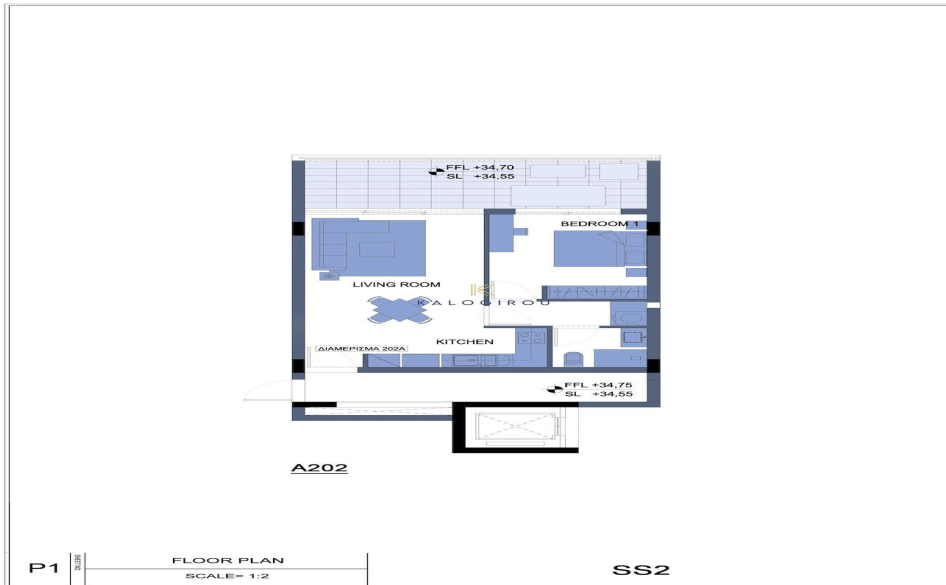 FFL +34,70
SL +34,55
BEDROOM 1
LIVING ROOM
KALOGIROU
KITCHEN
ΔΙΑΜΕΡΙΣΜΑ 202Α
FFL +34,75
SL +34,55
A202
P1
FLOOR PLAN
SCALE= 1:2
SS2